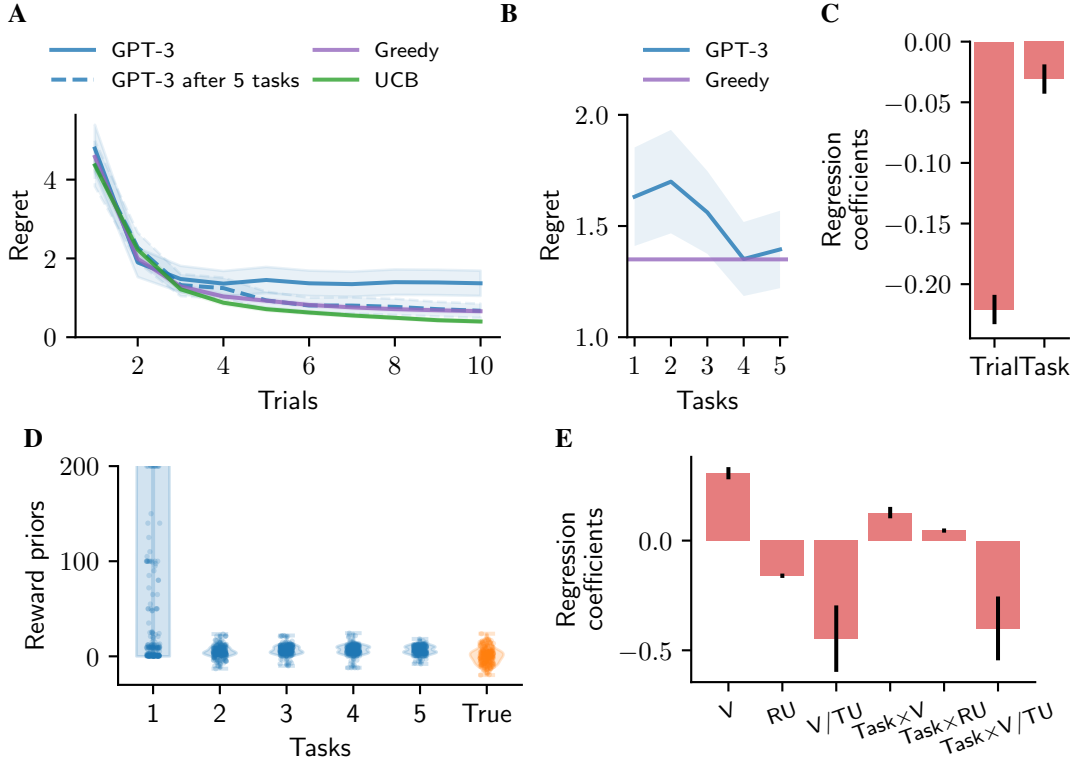 A
GPT-3
GPT-3 after 5 tasks
Greedy
UCB
Regret
4
2
0
2
4
6
8
10
Trials
B
GPT-3
Greedy
Regret
2.0
1.5
1.0
1
2
3
4
5
Tasks
C
Regression
coefficients
0.00
−0.05
−0.10
−0.15
−0.20
Trial
Task
D
Reward priors
200
100
0
1
2
3
4
5
True
Tasks
E
Regression
coefficients
0.0
−0.5
V
RU
V/TU
Task×V
Task×RU
Task×V/TU